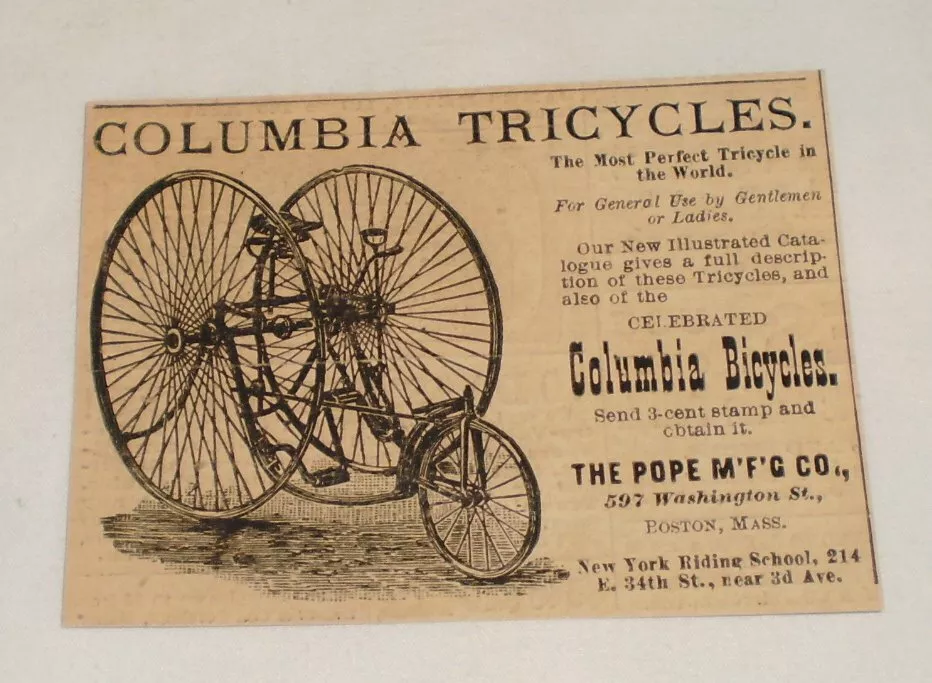 COLUMBIA TRICYCLES.
The Most Perfect Tricycle in
the World.
For General Use by Gentlemen
or Ladies.
Our New Illustrated Cata-
logue gives a full descrip-
tion of these Tricycles, and
also of the
CELEBRATED
Columbia Bicycles.
Send 3-cent stamp and
obtain it.
THE POPE M'F'G CO.,
597 Washington St.,
BOSTON, MASS.
New York Riding School, 214
E. 34th St., near 3d Ave.